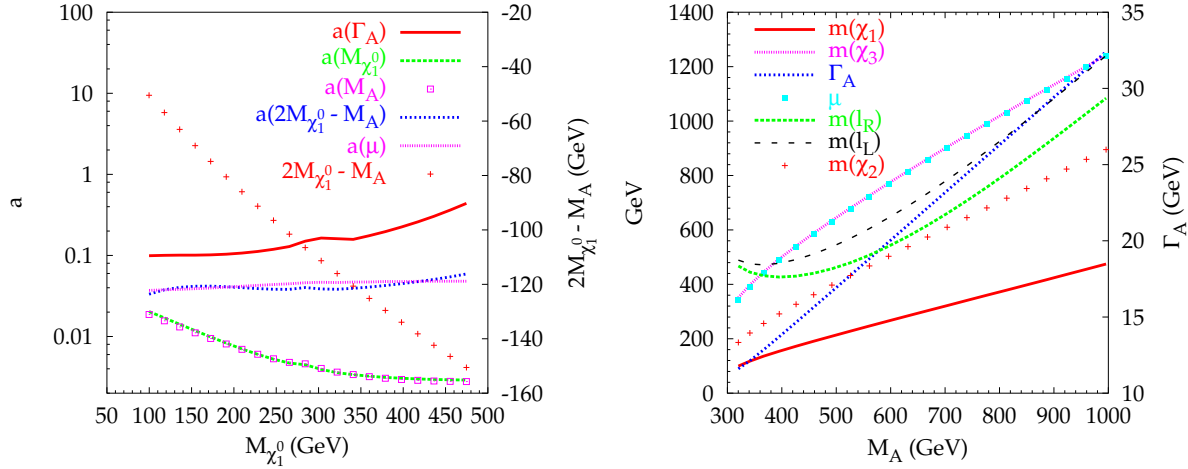 100
10
1
0.1
0.01
a
50 100 150 200 250 300 350 400 450 500
M_χ₁⁰ (GeV)
-20
-40
-60
-80
-100
-120
-140
-160
2M_χ₁⁰ - M_A (GeV)
a(Γ_A)
a(M_χ₁⁰)
a(M_A)
a(2M_χ₁⁰ - M_A)
a(μ)
2M_χ₁⁰ - M_A
1400
1200
1000
800
600
400
200
0
GeV
300 400 500 600 700 800 900 1000
M_A (GeV)
35
30
25
20
15
10
Γ_A (GeV)
m(χ₁)
m(χ₃)
Γ_A
μ
m(l_R)
m(l_L)
m(χ₂)